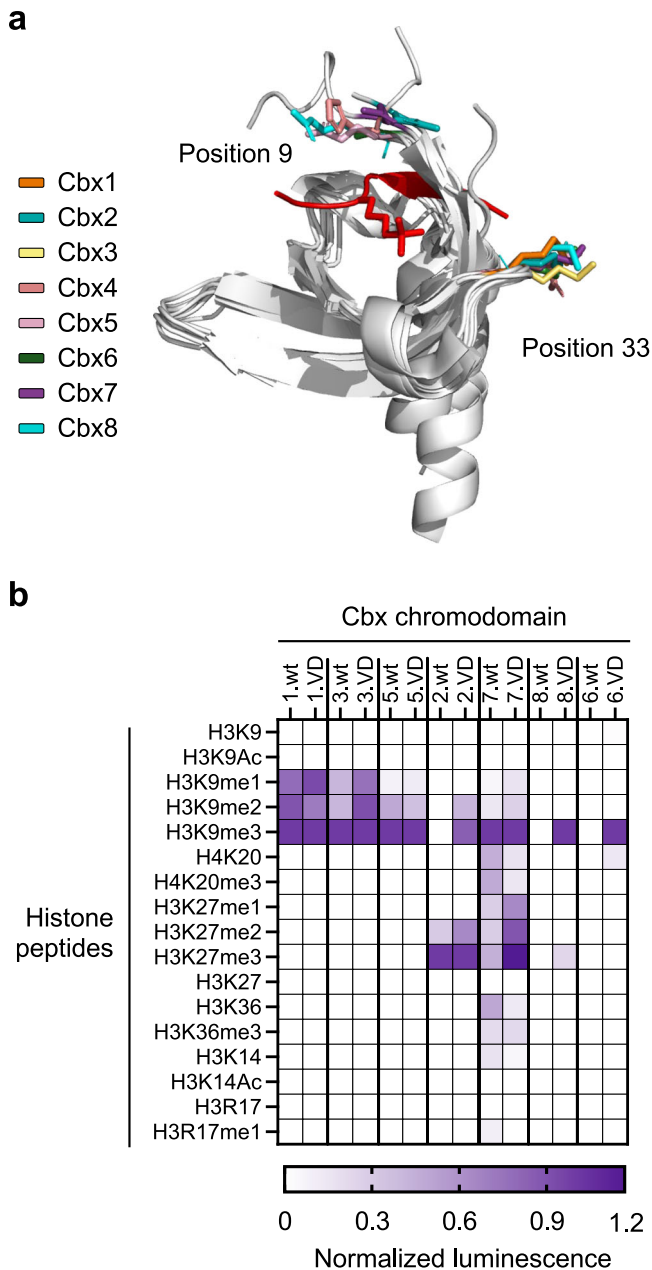 a
Position 9
Cbx1
Cbx2
Cbx3
Cbx4
Cbx5
Cbx6
Cbx7
Cbx8
Position 33
b
Cbx chromodomain
1.wt 1.VD 3.wt 3.VD 5.wt 5.VD 2.wt 2.VD 7.wt 7.VD 8.wt 8.VD 6.wt 6.VD
Histone
peptides
H3K9
H3K9Ac
H3K9me1
H3K9me2
H3K9me3
H4K20
H4K20me3
H3K27me1
H3K27me2
H3K27me3
H3K27
H3K36
H3K36me3
H3K14
H3K14Ac
H3R17
H3R17me1
0 0.3 0.6 0.9 1.2
Normalized luminescence